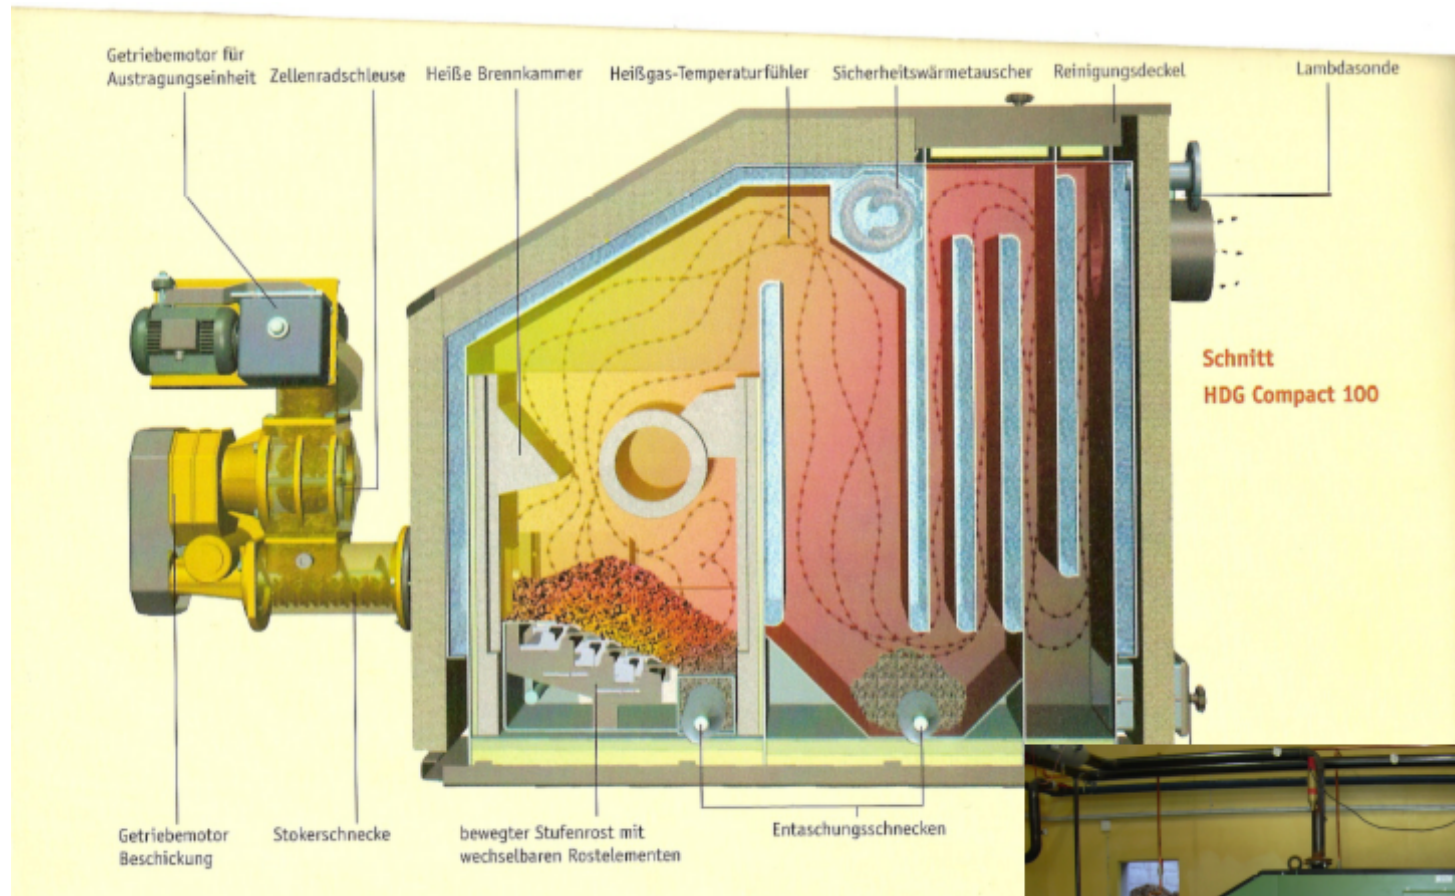 Getriebemotor für
Austragungseinheit
Zellenradschleuse
Heiße Brennkammer
Heißgas-Temperaturfühler
Sicherheitswärmetauscher
Reinigungsdeckel
Lambdasonde
Schnitt
HDG Compact 100
Getriebemotor
Beschickung
Stokerschnecke
bewegter Stufenrost mit
wechselbaren Rostelementen
Entaschungsschnecken